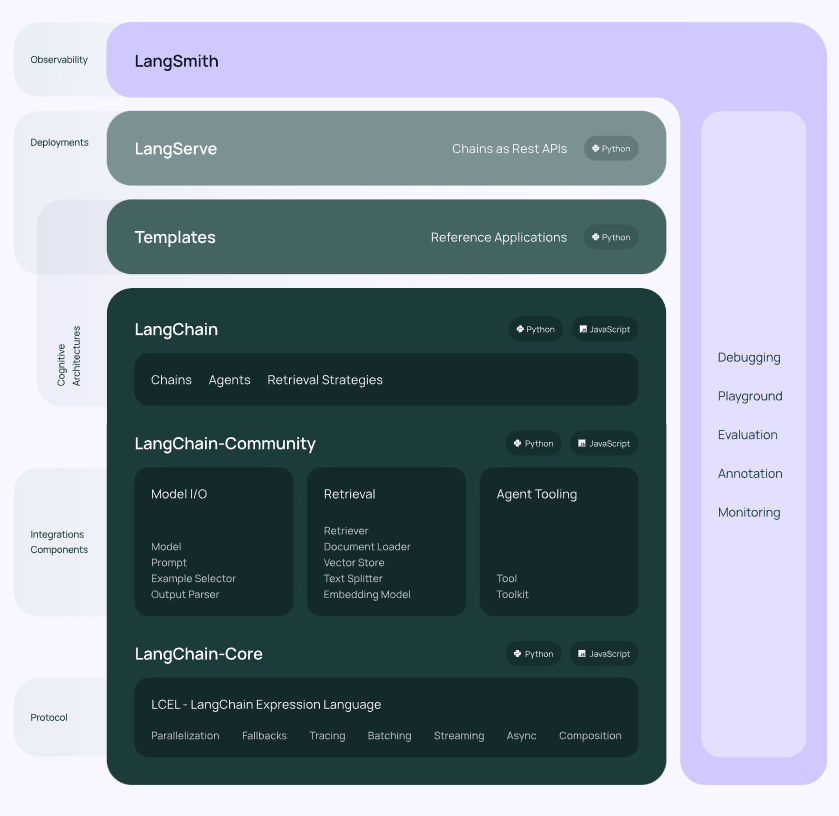 Observability
LangSmith
Deployments
LangServe
Chains as Rest APIs
Python
Templates
Reference Applications
Python
Cognitive
Architectures
LangChain
Python
JavaScript
Chains Agents Retrieval Strategies
LangChain-Community
Python
JavaScript
Integrations
Components
Model I/O
Model
Prompt
Example Selector
Output Parser
Retrieval
Retriever
Document Loader
Vector Store
Text Splitter
Embedding Model
Agent Tooling
Tool
Toolkit
LangChain-Core
Python
JavaScript
Protocol
LCEL - LangChain Expression Language
Parallelization Fallbacks Tracing Batching Streaming Async Composition
Debugging
Playground
Evaluation
Annotation
Monitoring